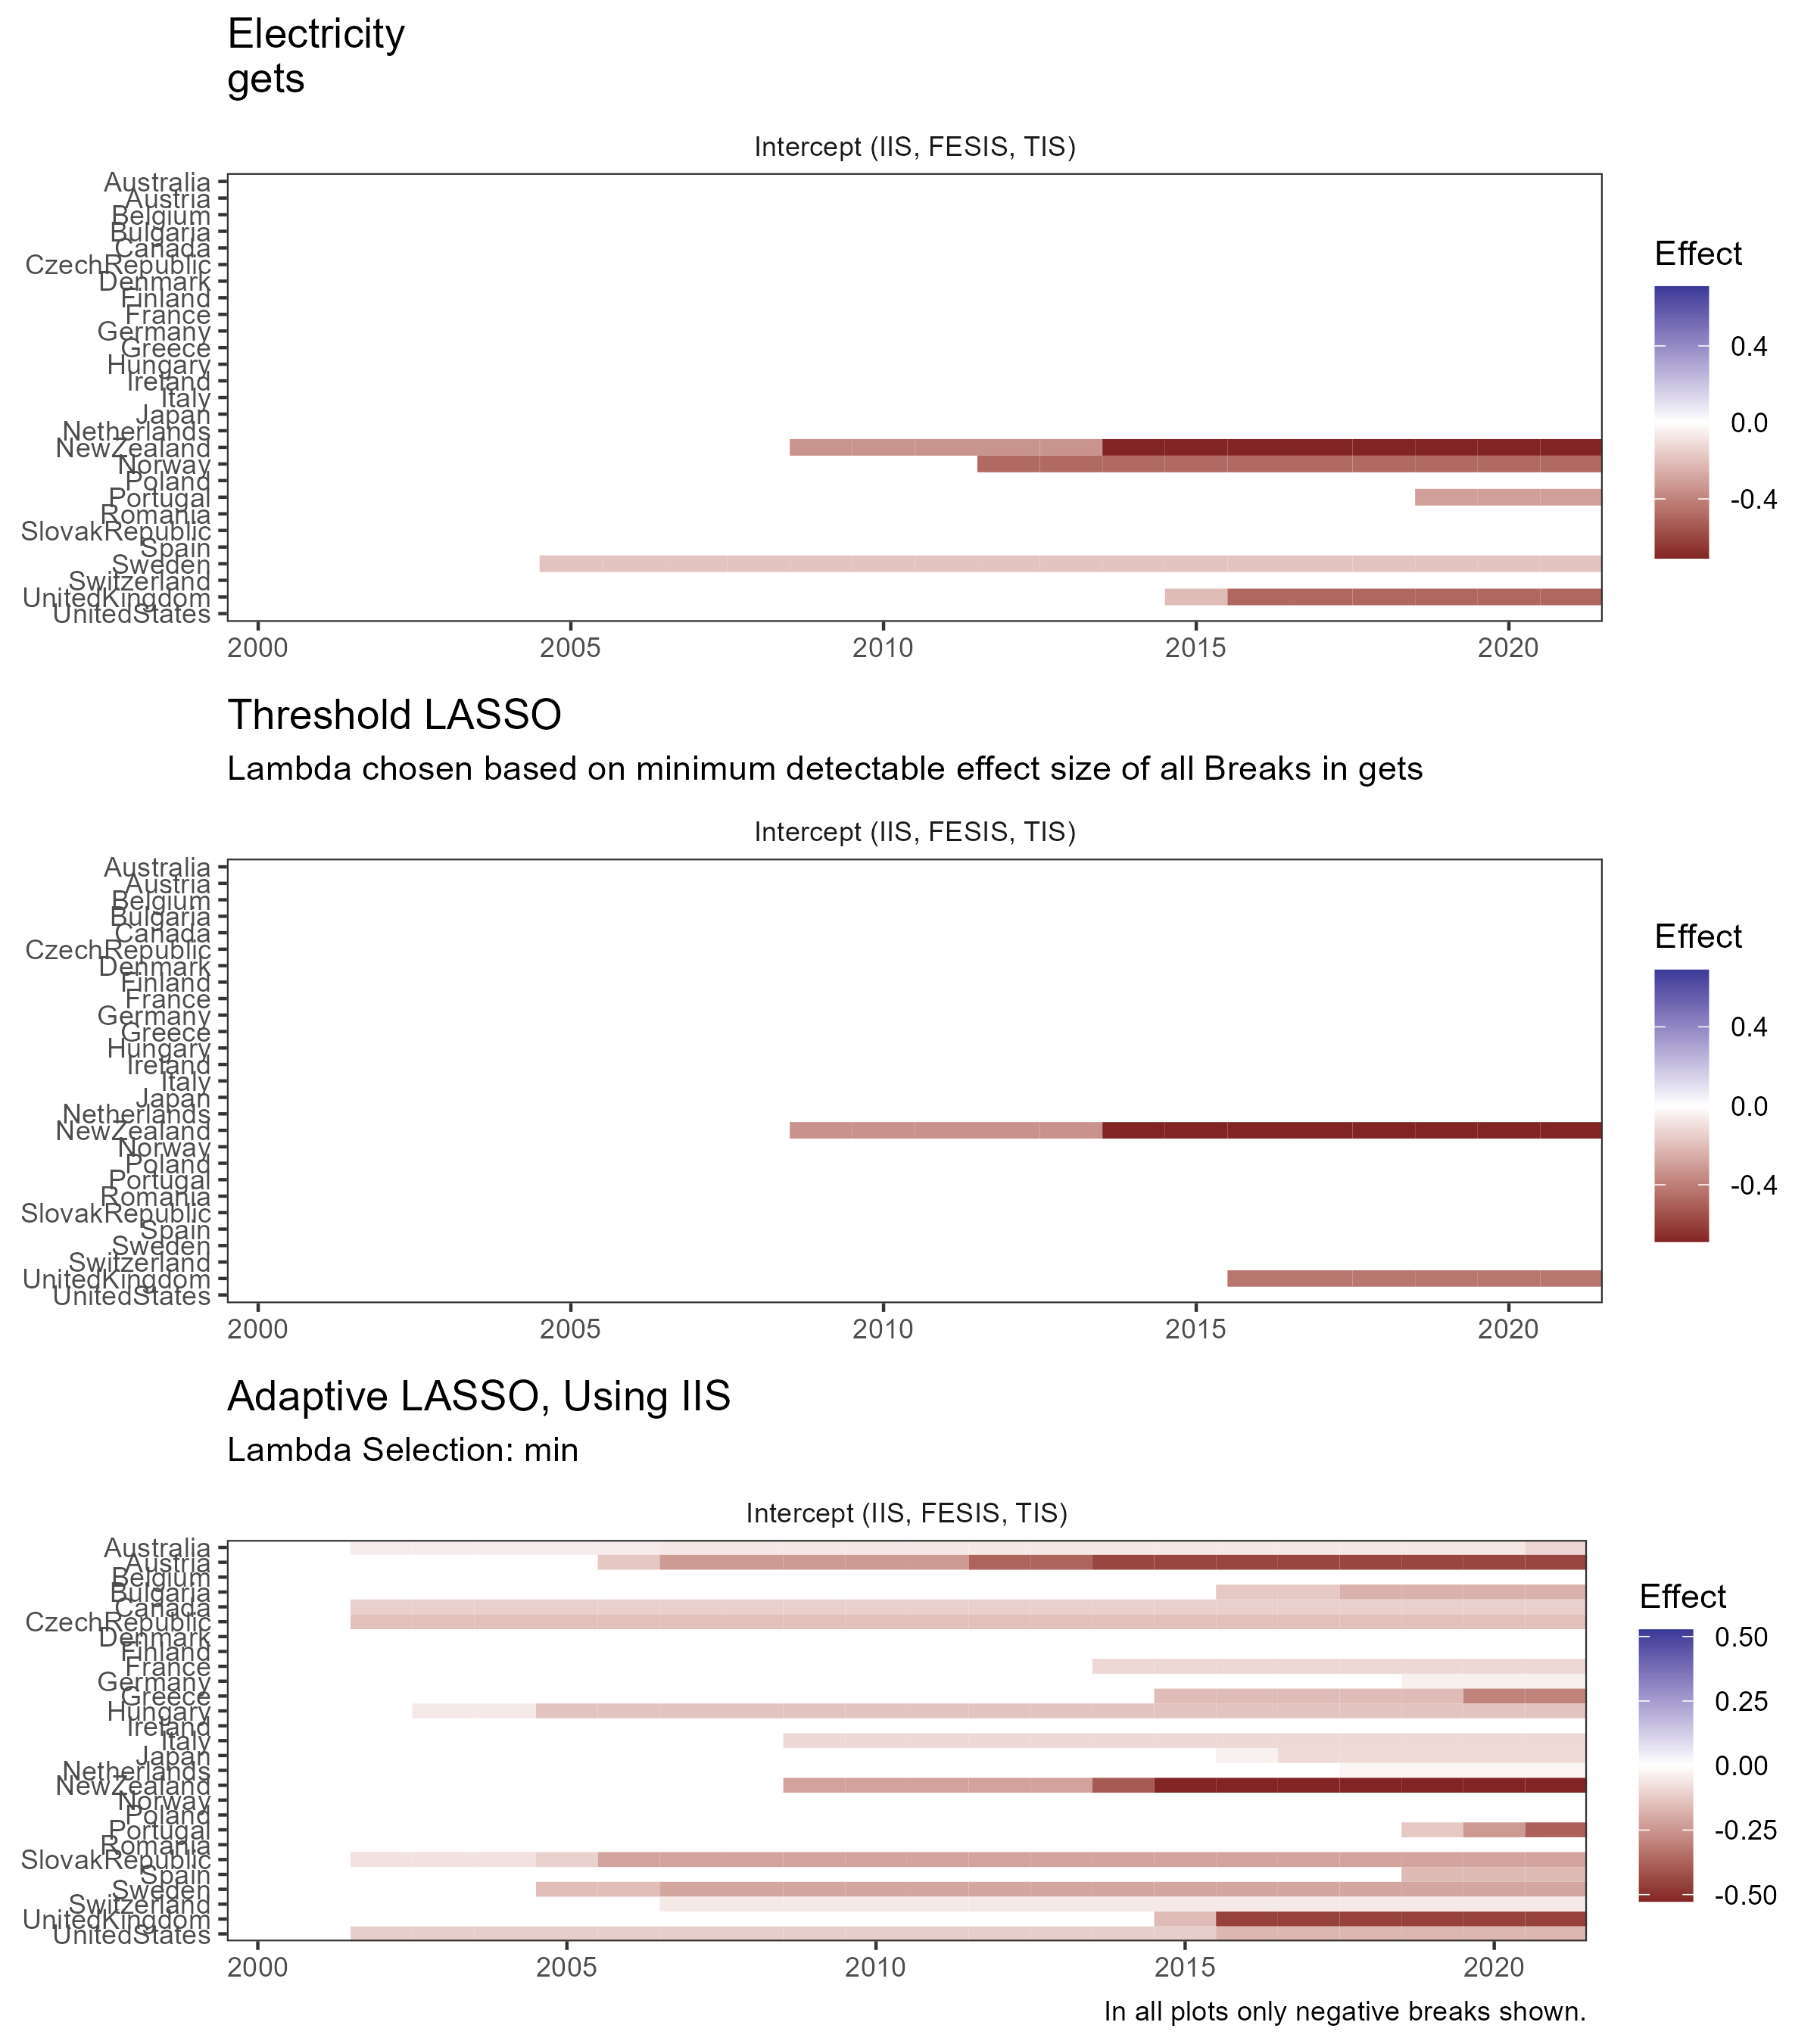 Electricity
gets
Intercept (IIS, FESIS, TIS)
Australia
Austria
Belgium
Bulgaria
Canada
CzechRepublic
Denmark
Finland
France
Germany
Greece
Hungary
Ireland
Italy
Japan
Netherlands
NewZealand
Norway
Poland
Portugal
Romania
SlovakRepublic
Spain
Sweden
Switzerland
UnitedKingdom
UnitedStates
2000 2005 2010 2015 2020
Effect
0.4
0.0
-0.4
Threshold LASSO
Lambda chosen based on minimum detectable effect size of all Breaks in gets
Intercept (IIS, FESIS, TIS)
Australia
Austria
Belgium
Bulgaria
Canada
CzechRepublic
Denmark
Finland
France
Germany
Greece
Hungary
Ireland
Italy
Japan
Netherlands
NewZealand
Norway
Poland
Portugal
Romania
SlovakRepublic
Spain
Sweden
Switzerland
UnitedKingdom
UnitedStates
2000 2005 2010 2015 2020
Effect
0.4
0.0
-0.4
Adaptive LASSO, Using IIS
Lambda Selection: min
Intercept (IIS, FESIS, TIS)
Australia
Austria
Belgium
Bulgaria
Canada
CzechRepublic
Denmark
Finland
France
Germany
Greece
Hungary
Ireland
Italy
Japan
Netherlands
NewZealand
Norway
Poland
Portugal
Romania
SlovakRepublic
Spain
Sweden
Switzerland
UnitedKingdom
UnitedStates
2000 2005 2010 2015 2020
Effect
0.50
0.25
0.00
-0.25
-0.50
In all plots only negative breaks shown.